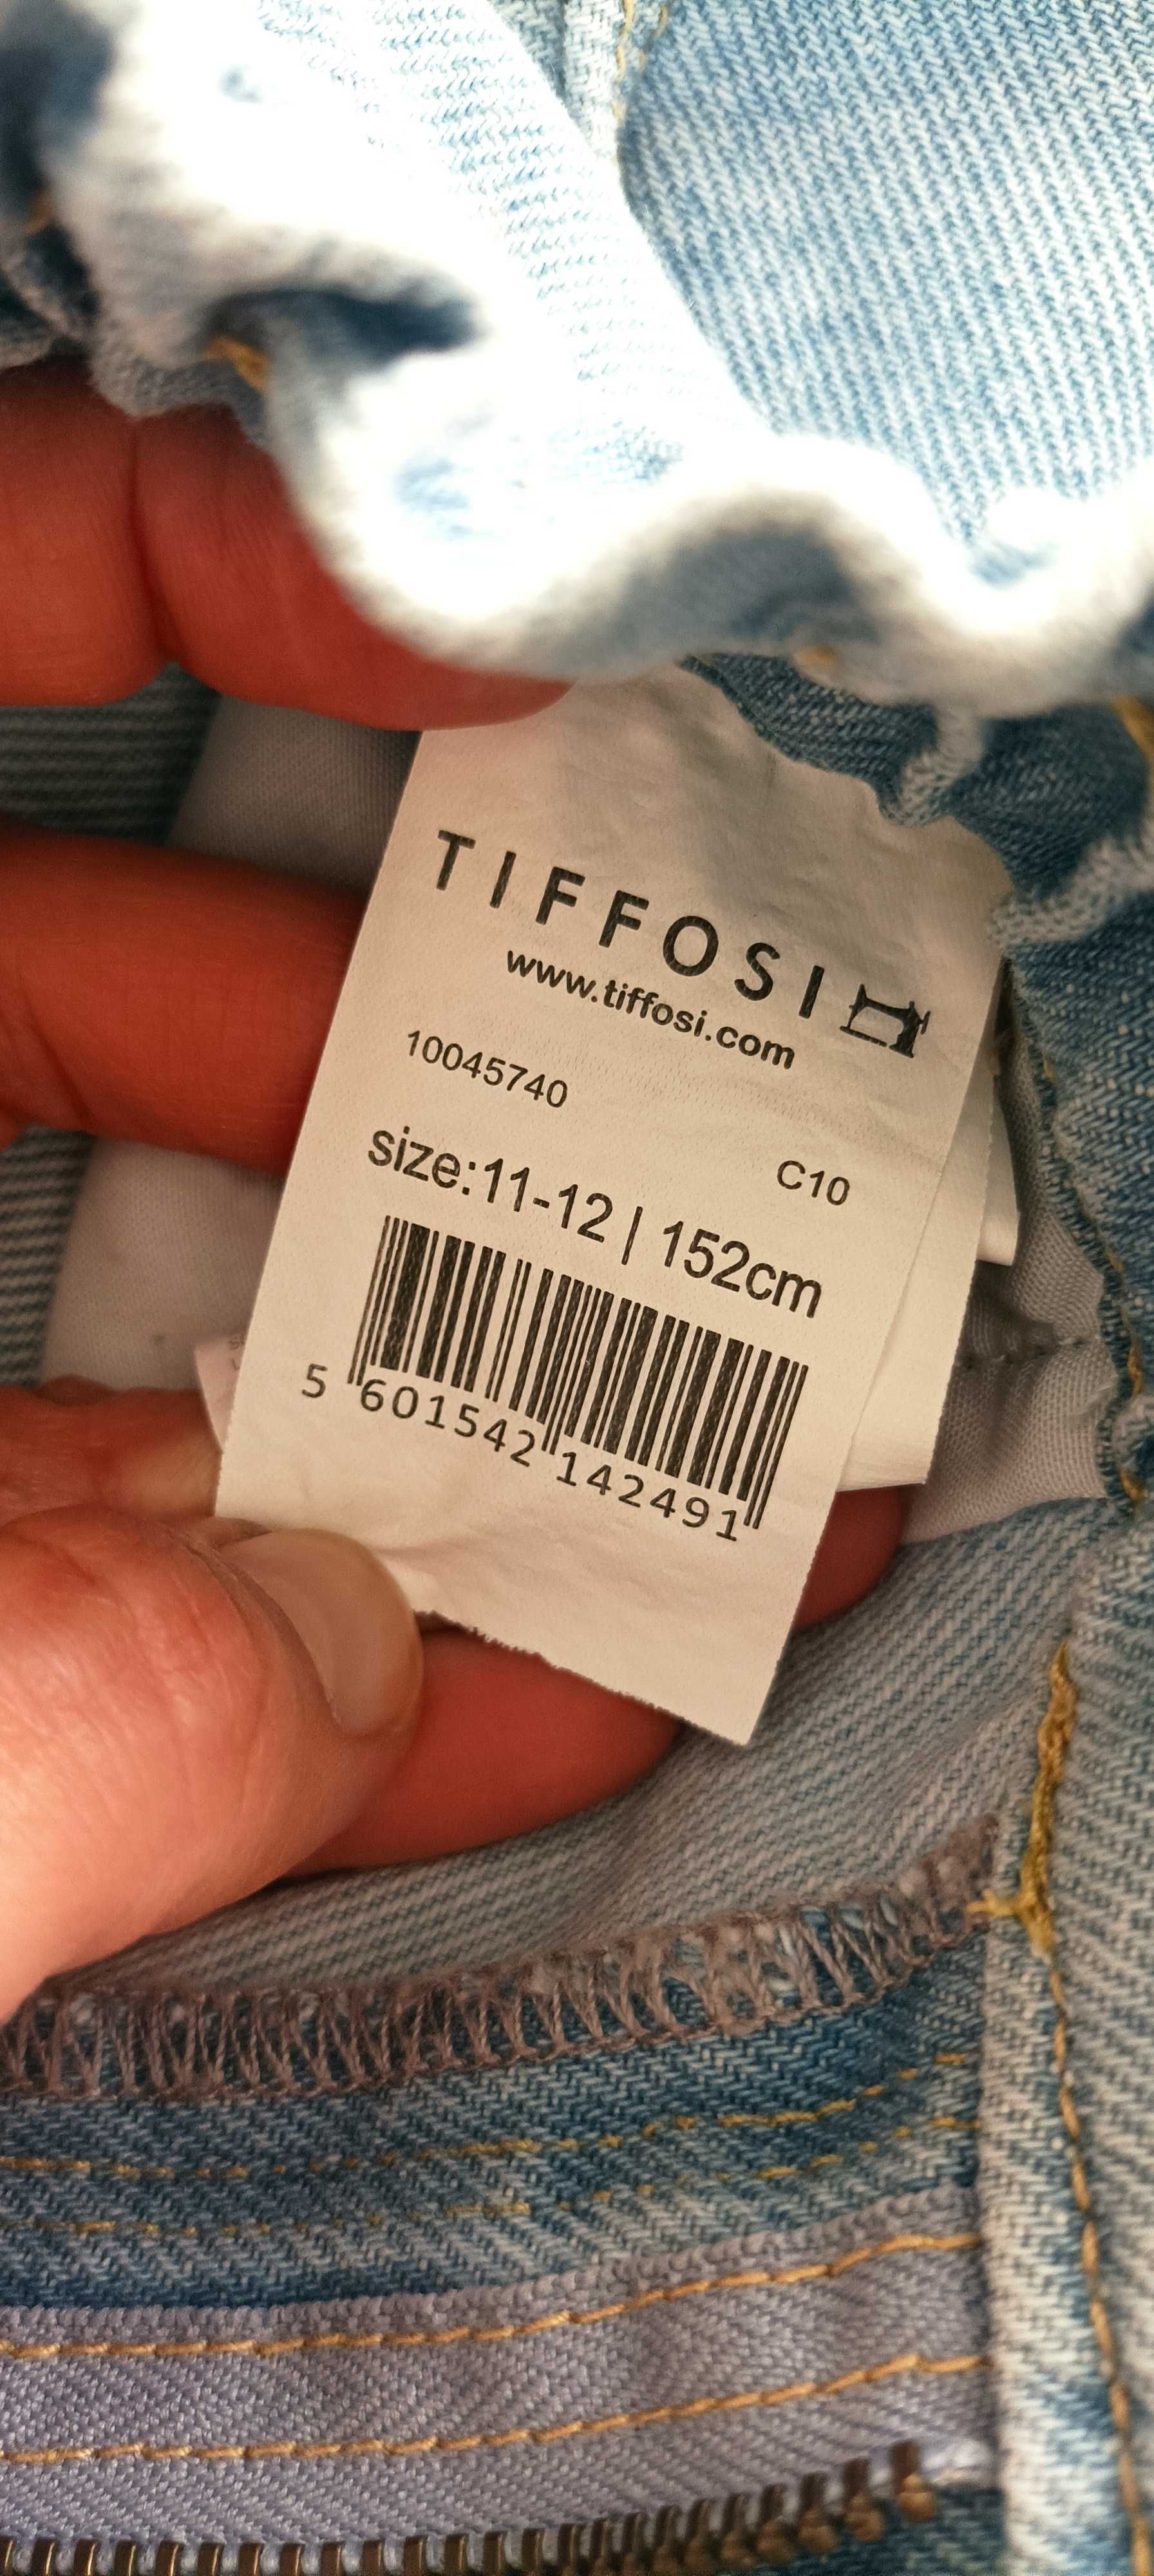 TIFFOSI
www.tiffosi.com
10045740
C10
size:11-12 | 152cm
5 601542 142491